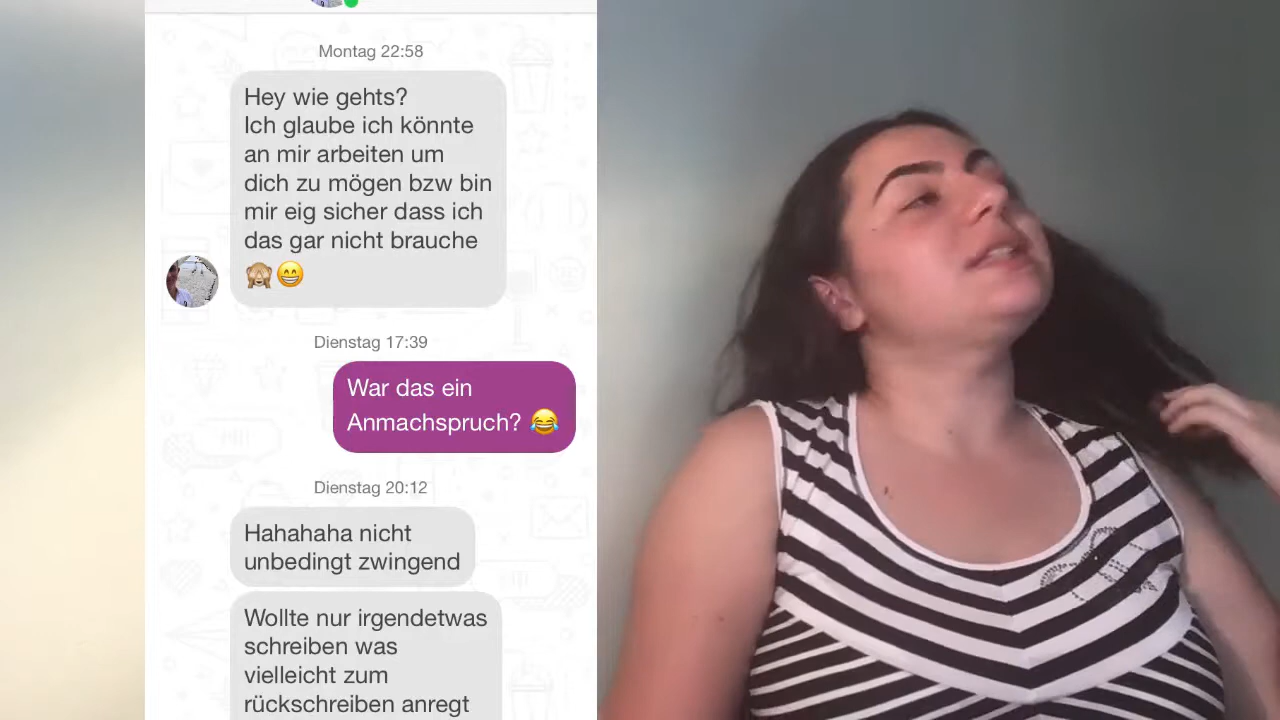 Montag 22:58
Hey wie gehts?
Ich glaube ich könnte
an mir arbeiten um
dich zu mögen bzw bin
mir eig sicher dass ich
das gar nicht brauche
🙈😁
Dienstag 17:39
War das ein
Anmachspruch? 😂
Dienstag 20:12
Hahahaha nicht
unbedingt zwingend
Wollte nur irgendetwas
schreiben was
vielleicht zum
rückschreiben anregt